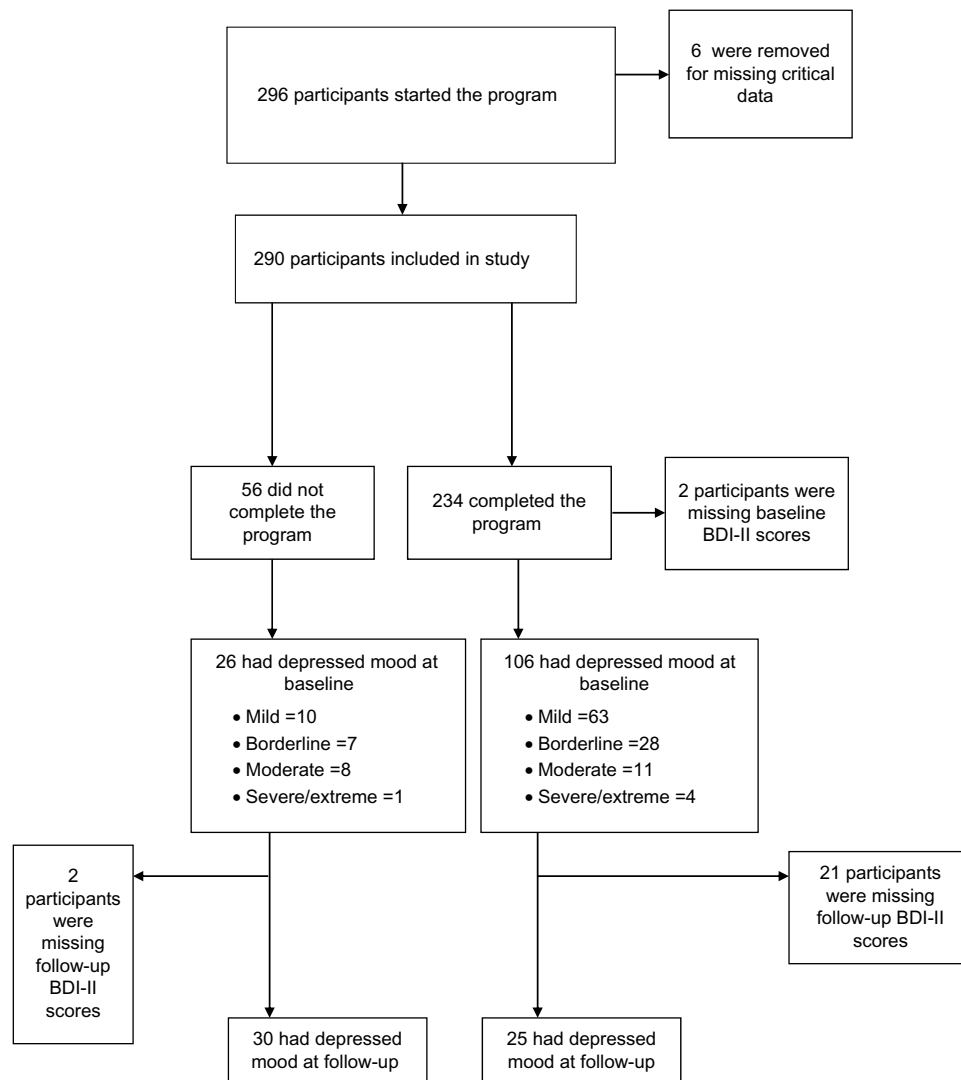 296 participants started the program
6 were removed
for missing critical
data
290 participants included in study
56 did not
complete the
program
234 completed the
program
2 participants were
missing baseline
BDI-II scores
26 had depressed mood at
baseline
• Mild =10
• Borderline =7
• Moderate =8
• Severe/extreme =1
106 had depressed mood at
baseline
• Mild =63
• Borderline =28
• Moderate =11
• Severe/extreme =4
2
participants
were
missing
follow-up
BDI-II
scores
21 participants
were missing
follow-up BDI-II
scores
30 had depressed
mood at follow-up
25 had depressed
mood at follow-up